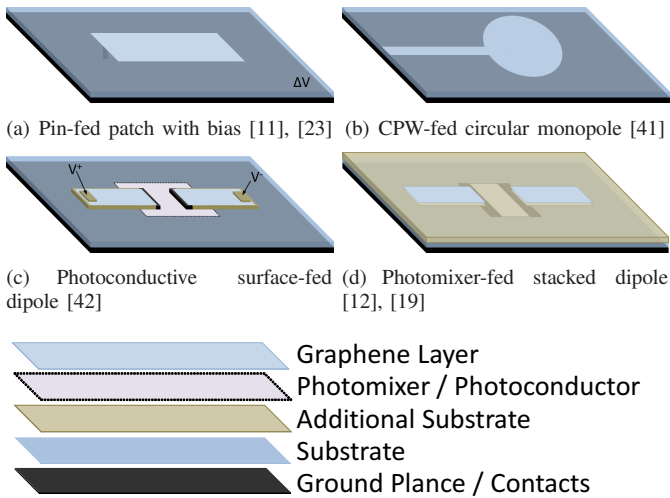 ΔV
(a) Pin-fed patch with bias [11], [23]
(b) CPW-fed circular monopole [41]
V+
V-
(c) Photoconductive surface-fed
dipole [42]
(d) Photomixer-fed stacked dipole
[12], [19]
Graphene Layer
Photomixer / Photoconductor
Additional Substrate
Substrate
Ground Plance / Contacts